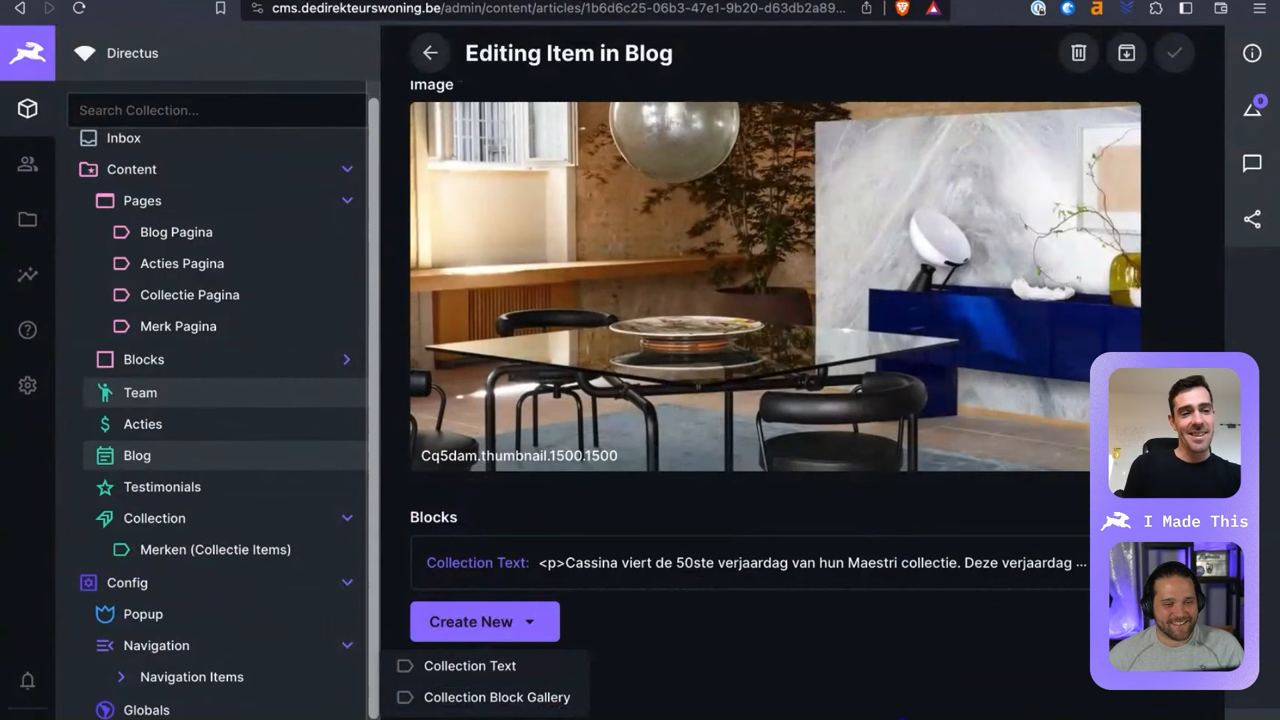 cms.dedirekteurswoning.be/admin/content/articles/1b6d6c25-06b3-47e1-9b20-d63db2a89...
Directus
Editing Item in Blog
Search Collection...
Image
Inbox
Content
Pages
Blog Pagina
Acties Pagina
Collectie Pagina
Merk Pagina
Blocks
Team
Acties
Blog
Cq5dam.thumbnail.1500.1500
Testimonials
Collection
Blocks
I Made This
Merken (Collectie Items)
Collection Text: <p>Cassina viert de 50ste verjaardag van hun Maestri collectie. Deze verjaardag ...
Config
Popup
Create New
Navigation
Collection Text
Navigation Items
Collection Block Gallery
Globals